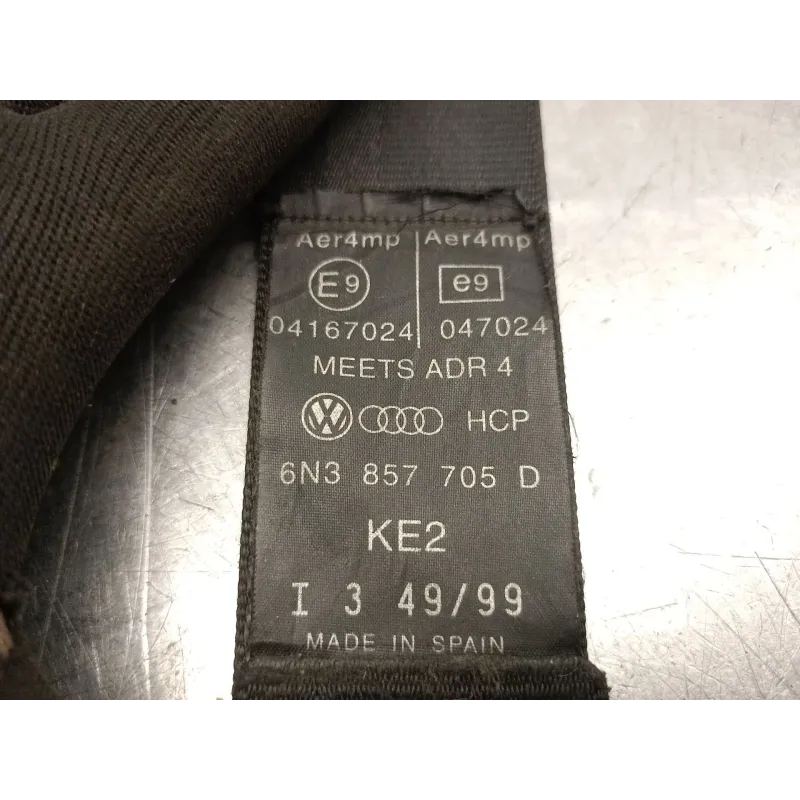 Aer4mp Aer4mp
E9 e9
04167024 047024
MEETS ADR 4
VW HCP
6N3 857 705 D
KE2
I 3 49/99
MADE IN SPAIN